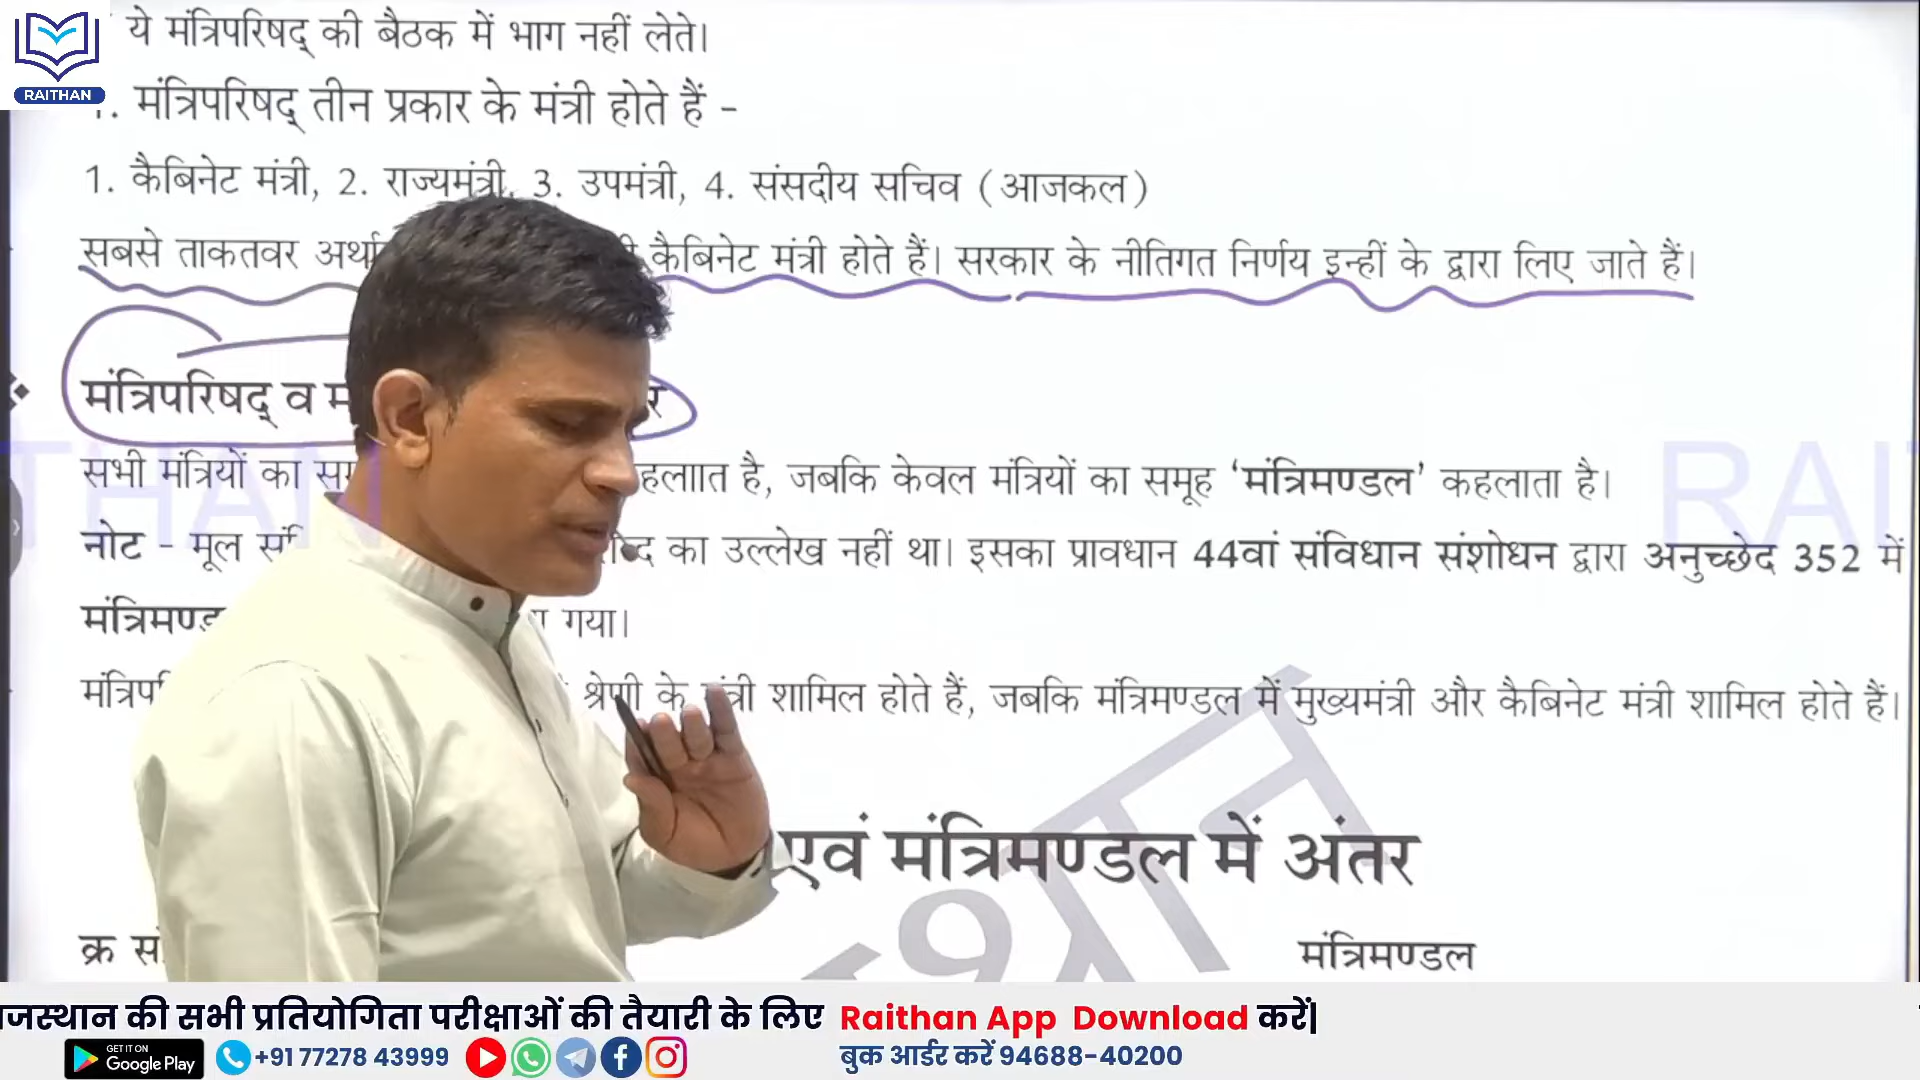 ये मंत्रिपरिषद् की बैठक में भाग नहीं लेते।
RAITHAN
मंत्रिपरिषद् तीन प्रकार के मंत्री होते हैं -
1. कैबिनेट मंत्री, 2. राज्यमंत्री, 3. उपमंत्री, 4. संसदीय सचिव (आजकल)
सबसे ताकतवर कैबिनेट मंत्री होते हैं। सरकार के नीतिगत निर्णय इन्हीं के द्वारा लिए जाते हैं।
मंत्रिपरिषद् व
सभी मंत्रियों का है, जबकि केवल मंत्रियों का समूह 'मंत्रिमण्डल' कहलाता है।
नोट - मूल का उल्लेख नहीं था। इसका प्रावधान 44वां संविधान संशोधन द्वारा अनुच्छेद 352 में
गया।
श्रेणी के मंत्री शामिल होते हैं, जबकि मंत्रिमण्डल में मुख्यमंत्री और कैबिनेट मंत्री शामिल होते हैं।
एवं मंत्रिमण्डल में अंतर
क्र मंत्रिमण्डल
की सभी प्रतियोगिता परीक्षाओं की तैयारी के लिए Raithan App Download करें|
GET IT ON
Google Play
+91 77278 43999
बुक आर्डर करें 94688-40200